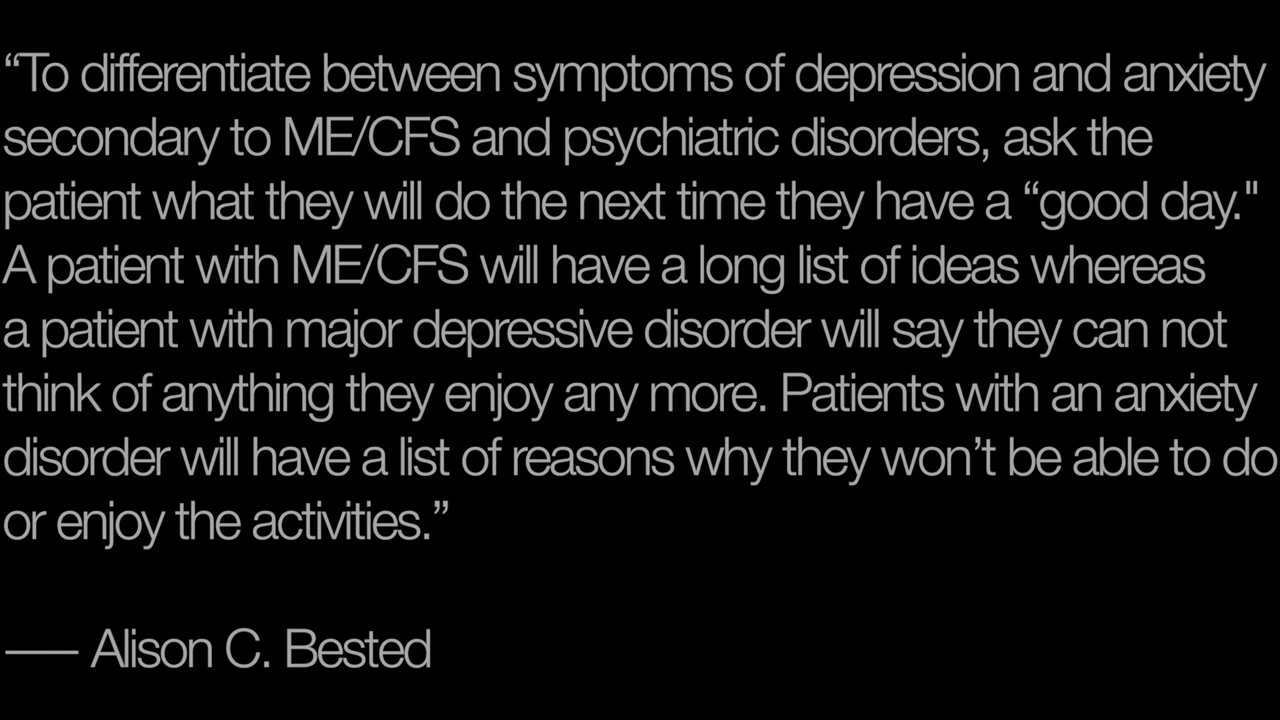 “To differentiate between symptoms of depression and anxiety
secondary to ME/CFS and psychiatric disorders, ask the
patient what they will do the next time they have a “good day."
A patient with ME/CFS will have a long list of ideas whereas
a patient with major depressive disorder will say they can not
think of anything they enjoy any more. Patients with an anxiety
disorder will have a list of reasons why they won’t be able to do
or enjoy the activities.”
—– Alison C. Bested